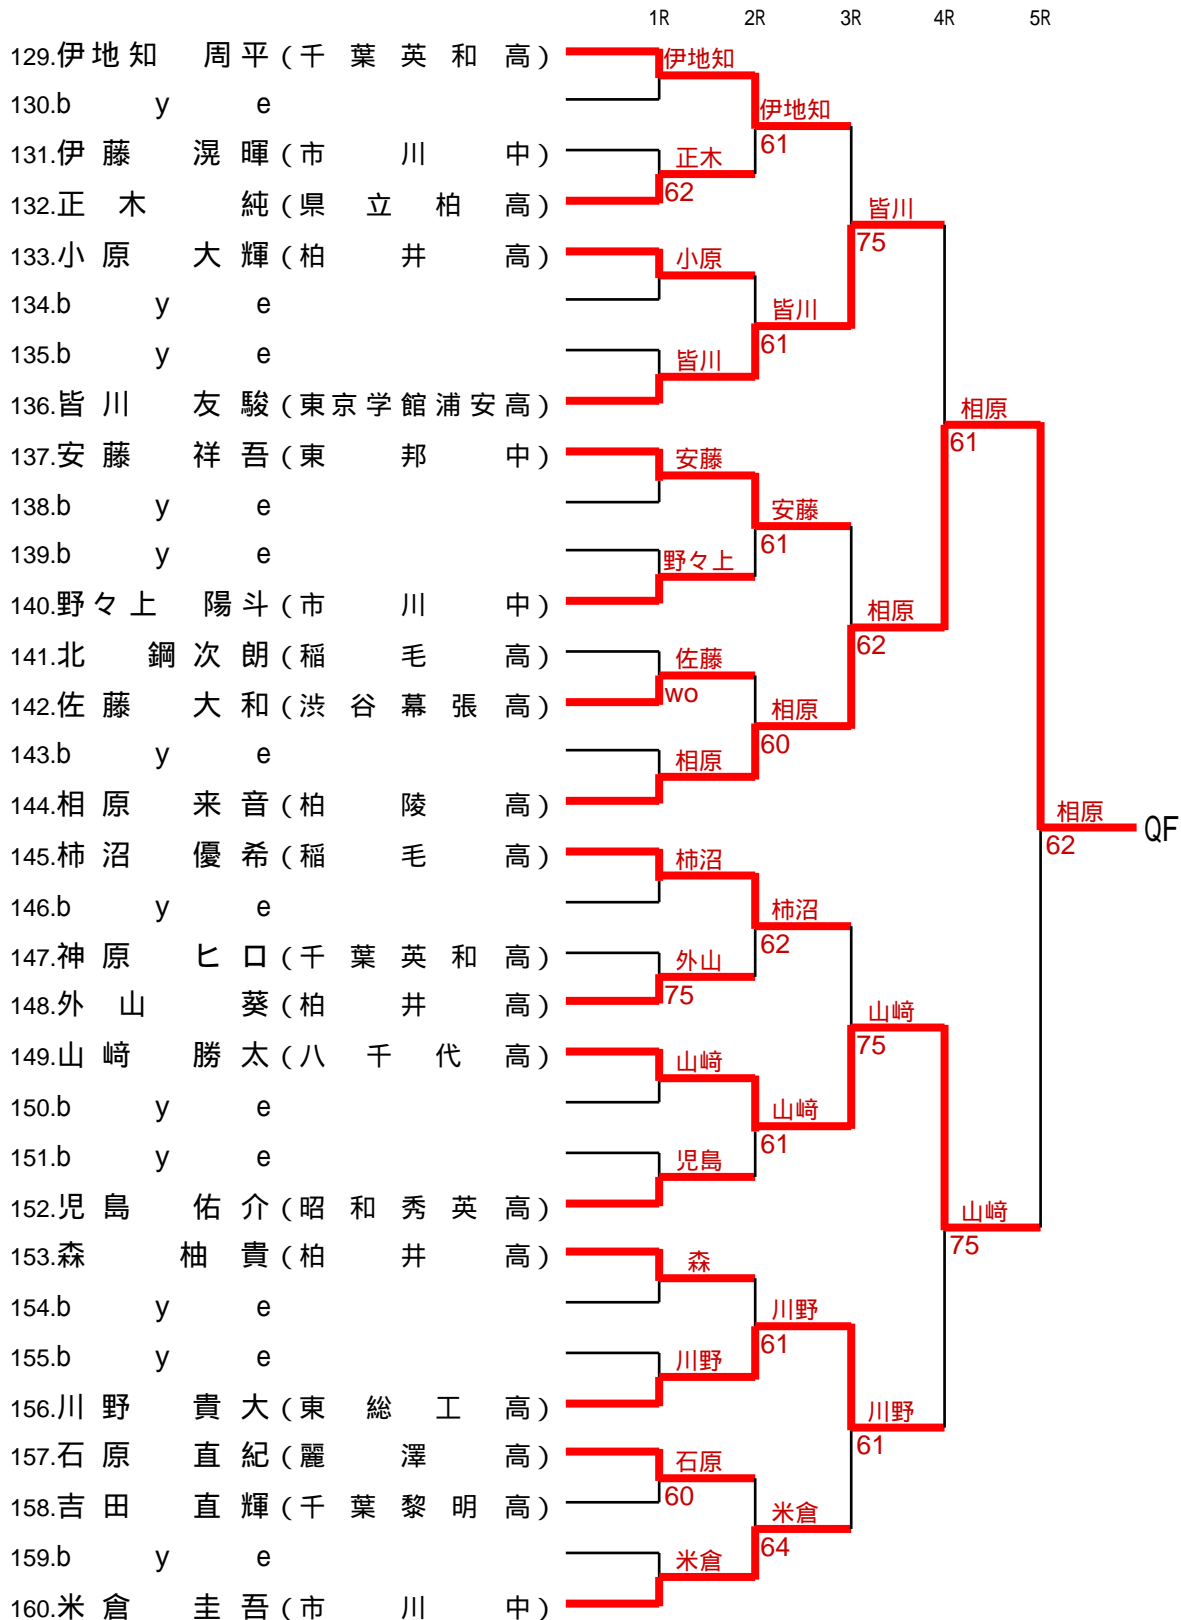 1R 2R 3R 4R 5R
129.伊地知 周平(千葉英和高)
伊地知
130.bye
伊地知
61
131.伊藤 滉暉(市川中)
正木
62
132.正木 純(県立柏高)
皆川
75
133.小原 大輝(柏井高)
小原
134.bye
皆川
61
135.bye
皆川
136.皆川 友駿(東京学館浦安高)
相原
61
137.安藤 祥吾(東邦中)
安藤
138.bye
安藤
61
139.bye
野々上
140.野々上 陽斗(市川中)
相原
62
141.北 鋼次朗(稲毛高)
佐藤
wo
142.佐藤 大和(渋谷幕張高)
相原
60
143.bye
相原
144.相原 来音(柏陵高)
相原 QF
62
145.柿沼 優希(稲毛高)
柿沼
146.bye
柿沼
62
147.神原 ヒロ(千葉英和高)
外山
75
148.外山 葵(柏井高)
山﨑
75
149.山﨑 勝太(八千代高)
山﨑
150.bye
山﨑
61
151.bye
児島
152.児島 佑介(昭和秀英高)
山﨑
75
153.森 柚貴(柏井高)
森
154.bye
川野
61
155.bye
川野
156.川野 貴大(東総工高)
川野
61
157.石原 直紀(麗澤高)
石原
60
158.吉田 直輝(千葉黎明高)
米倉
64
159.bye
米倉
160.米倉 圭吾(市川中)